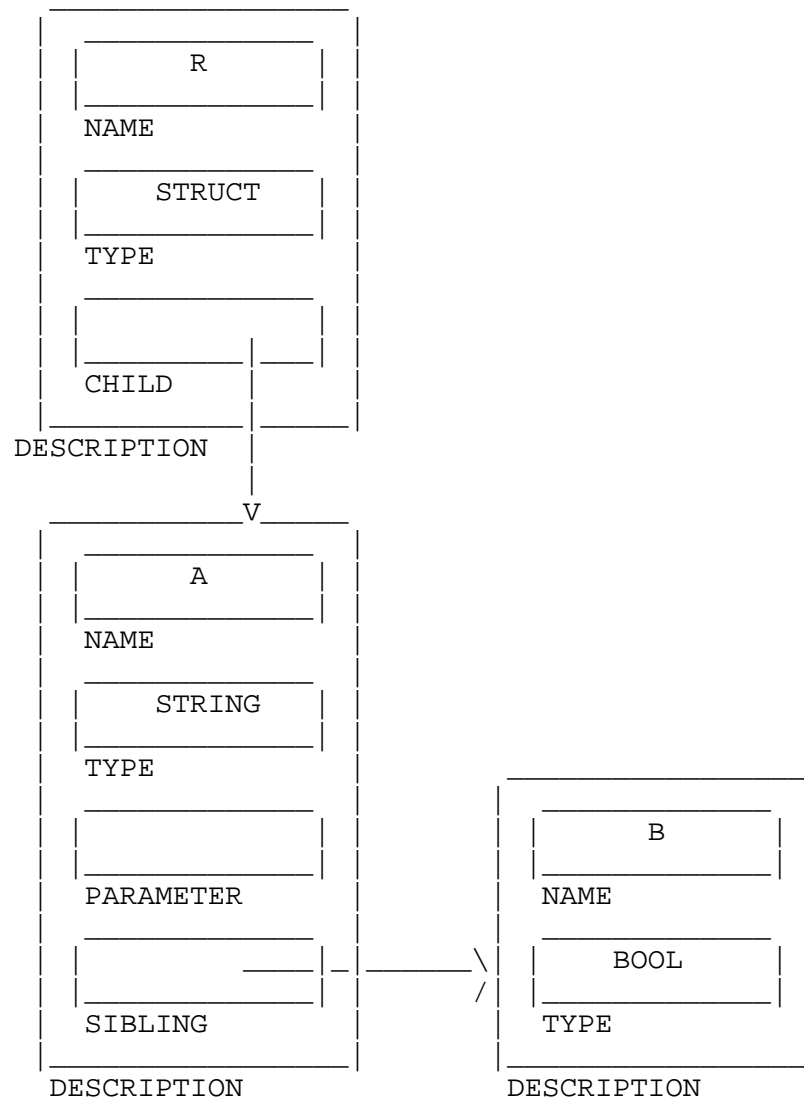 R
NAME
STRUCT
TYPE
CHILD
DESCRIPTION
V
A
NAME
STRING
TYPE
PARAMETER
SIBLING
DESCRIPTION
B
NAME
BOOL
TYPE
DESCRIPTION